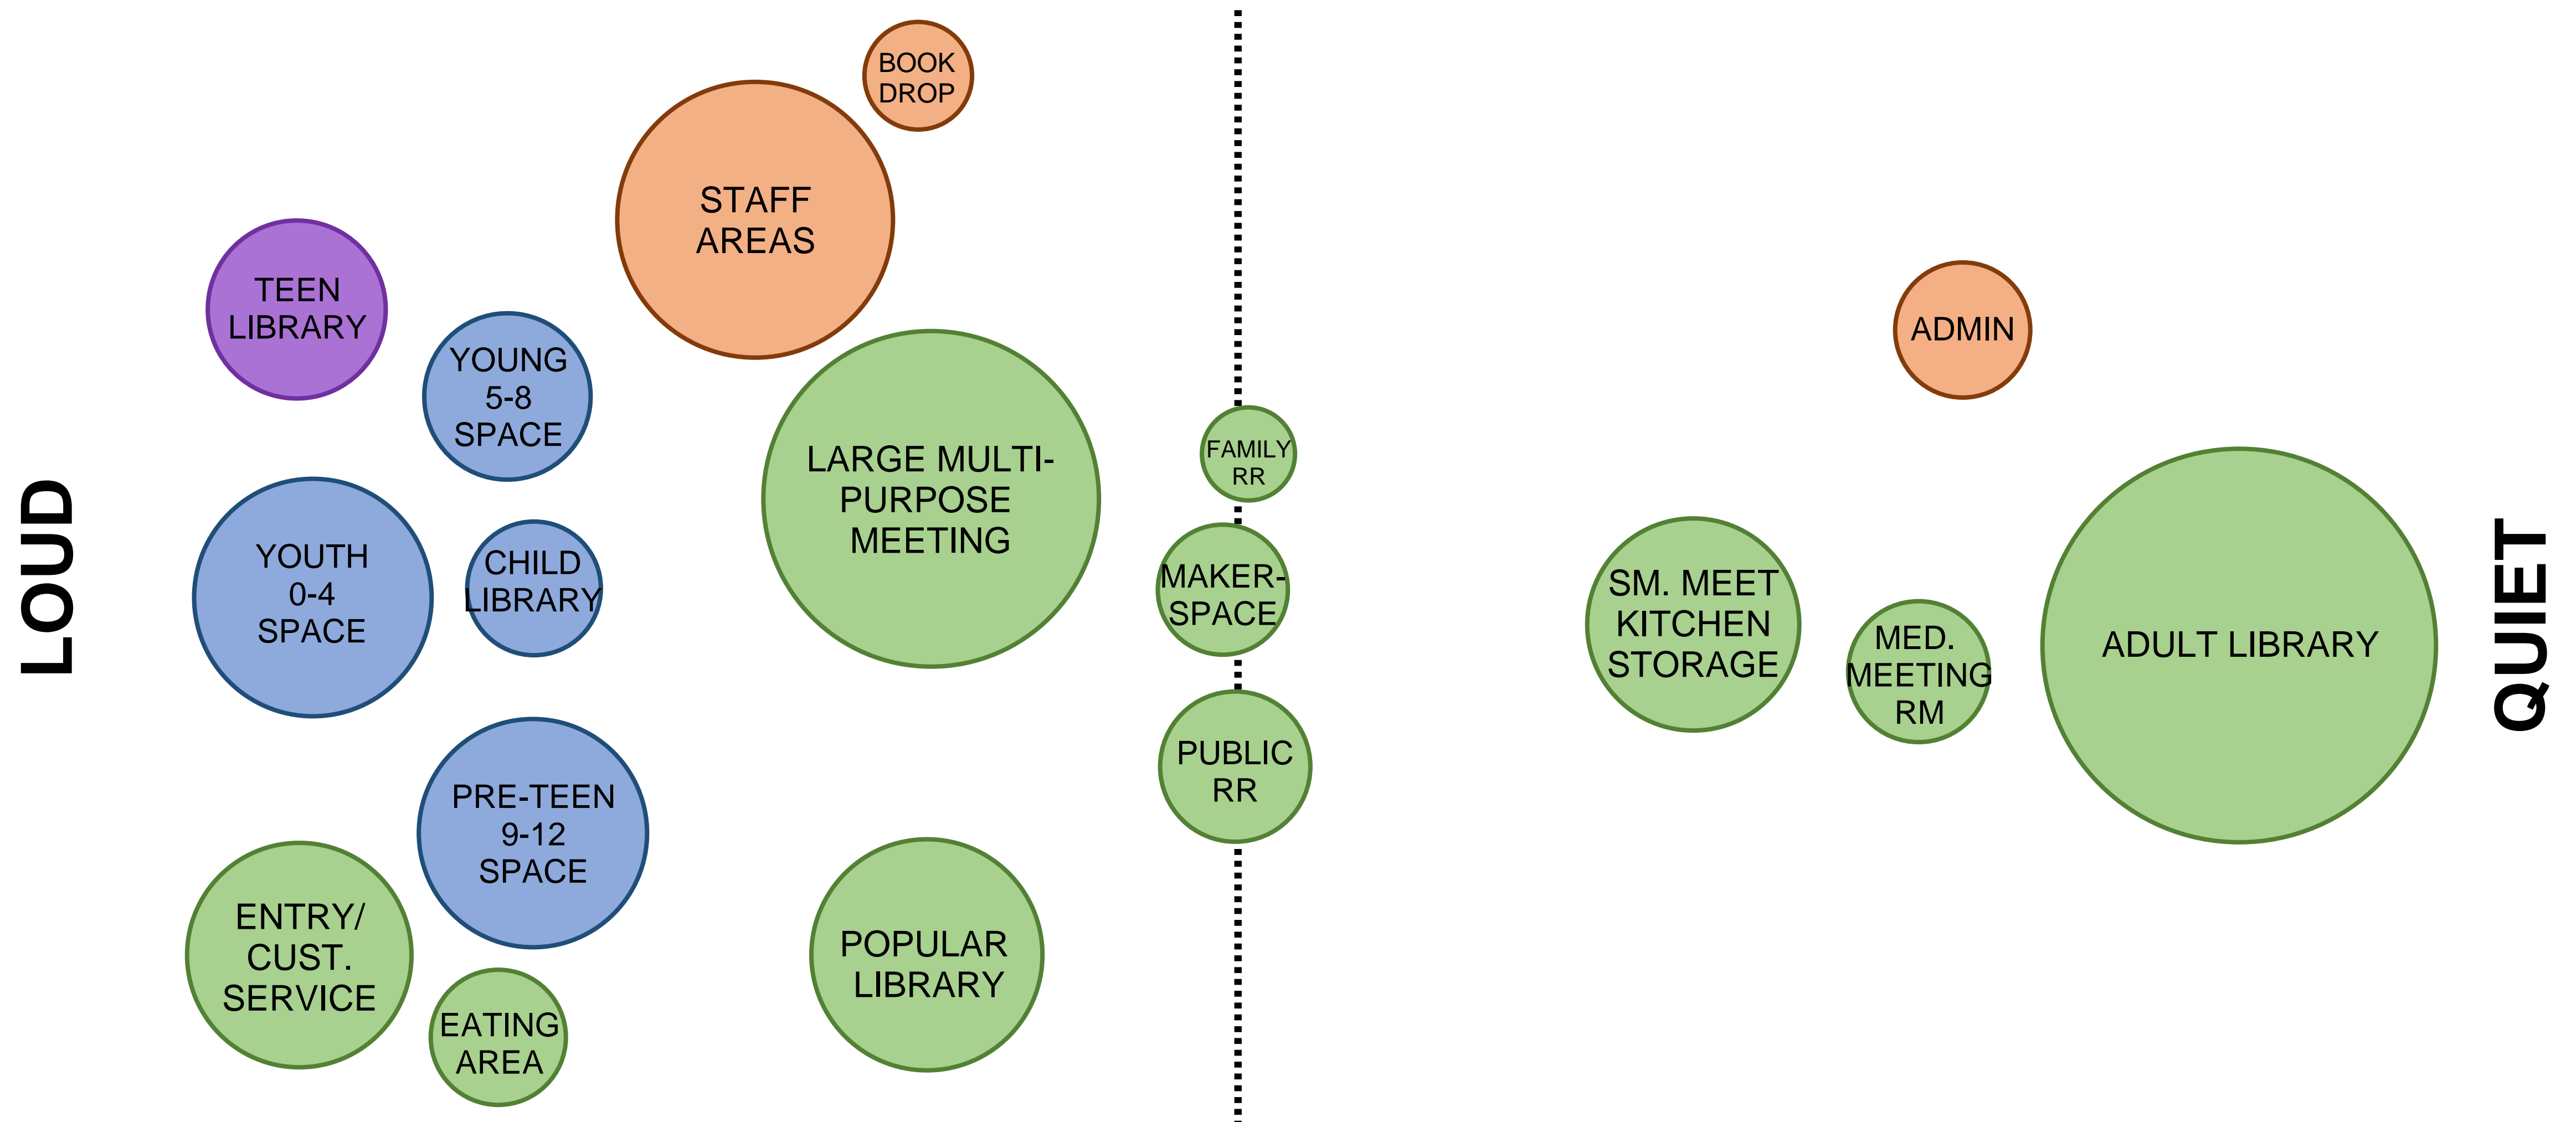 LOUD
BOOK
DROP
STAFF
AREAS
TEEN
LIBRARY
YOUNG
5-8
SPACE
YOUTH
0-4
SPACE
CHILD
LIBRARY
PRE-TEEN
9-12
SPACE
ENTRY/
CUST.
SERVICE
EATING
AREA
LARGE MULTI-
PURPOSE
MEETING
POPULAR
LIBRARY
FAMILY
RR
MAKER-
SPACE
PUBLIC
RR
ADMIN
SM. MEET
KITCHEN
STORAGE
MED.
MEETING
RM
ADULT LIBRARY
QUIET